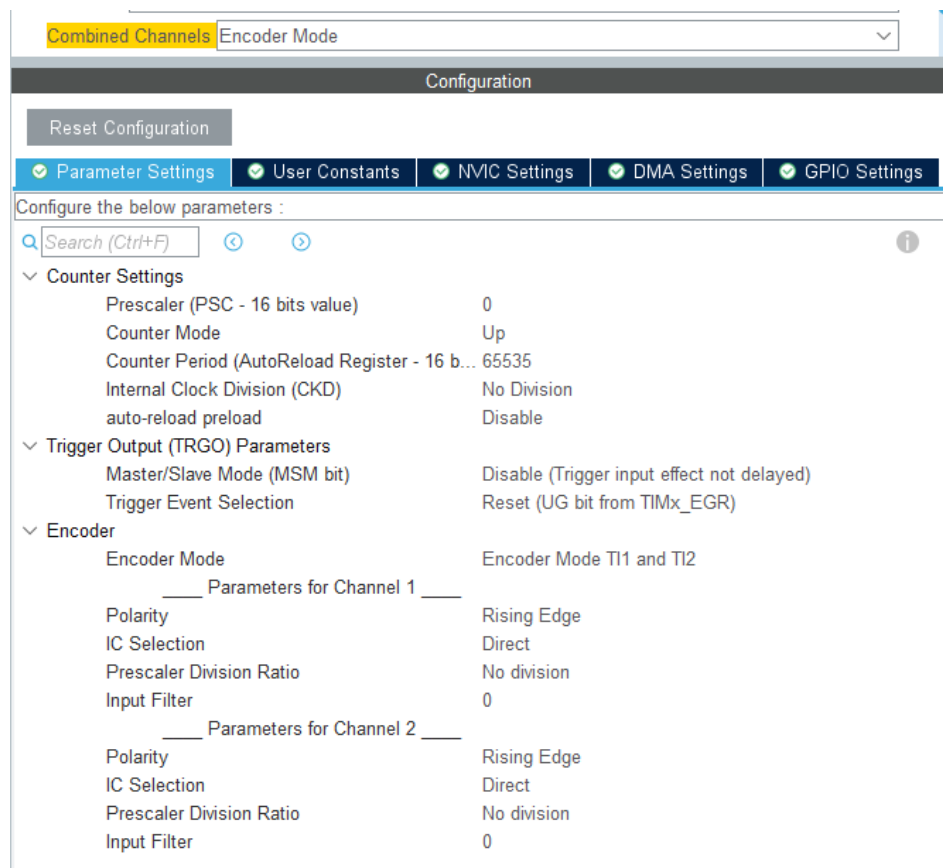 Combined Channels Encoder Mode
Configuration
Reset Configuration
Parameter Settings User Constants NVIC Settings DMA Settings GPIO Settings
Configure the below parameters :
Search (Ctrl+F)
Counter Settings
Prescaler (PSC - 16 bits value) 0
Counter Mode Up
Counter Period (AutoReload Register - 16 b... 65535
Internal Clock Division (CKD) No Division
auto-reload preload Disable
Trigger Output (TRGO) Parameters
Master/Slave Mode (MSM bit) Disable (Trigger input effect not delayed)
Trigger Event Selection Reset (UG bit from TIMx_EGR)
Encoder
Encoder Mode Encoder Mode TI1 and TI2
____ Parameters for Channel 1 ____
Polarity Rising Edge
IC Selection Direct
Prescaler Division Ratio No division
Input Filter 0
____ Parameters for Channel 2 ____
Polarity Rising Edge
IC Selection Direct
Prescaler Division Ratio No division
Input Filter 0